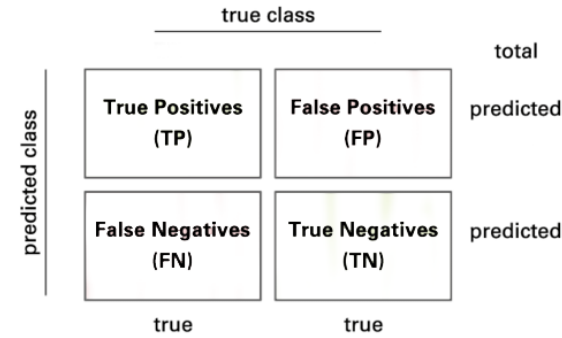 true class
total
predicted class
True Positives
(TP)
False Positives
(FP)
predicted
False Negatives
(FN)
True Negatives
(TN)
predicted
true
true